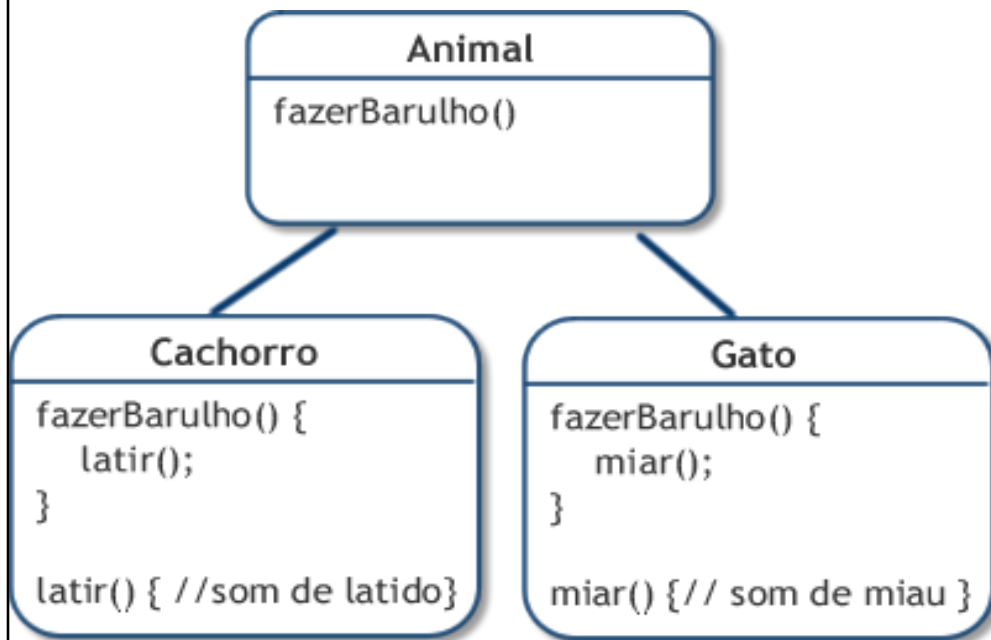 Animal
fazerBarulho()
Cachorro
fazerBarulho() {
latir();
}
latir() { //som de latido}
Gato
fazerBarulho() {
miar();
}
miar() {// som de miau }